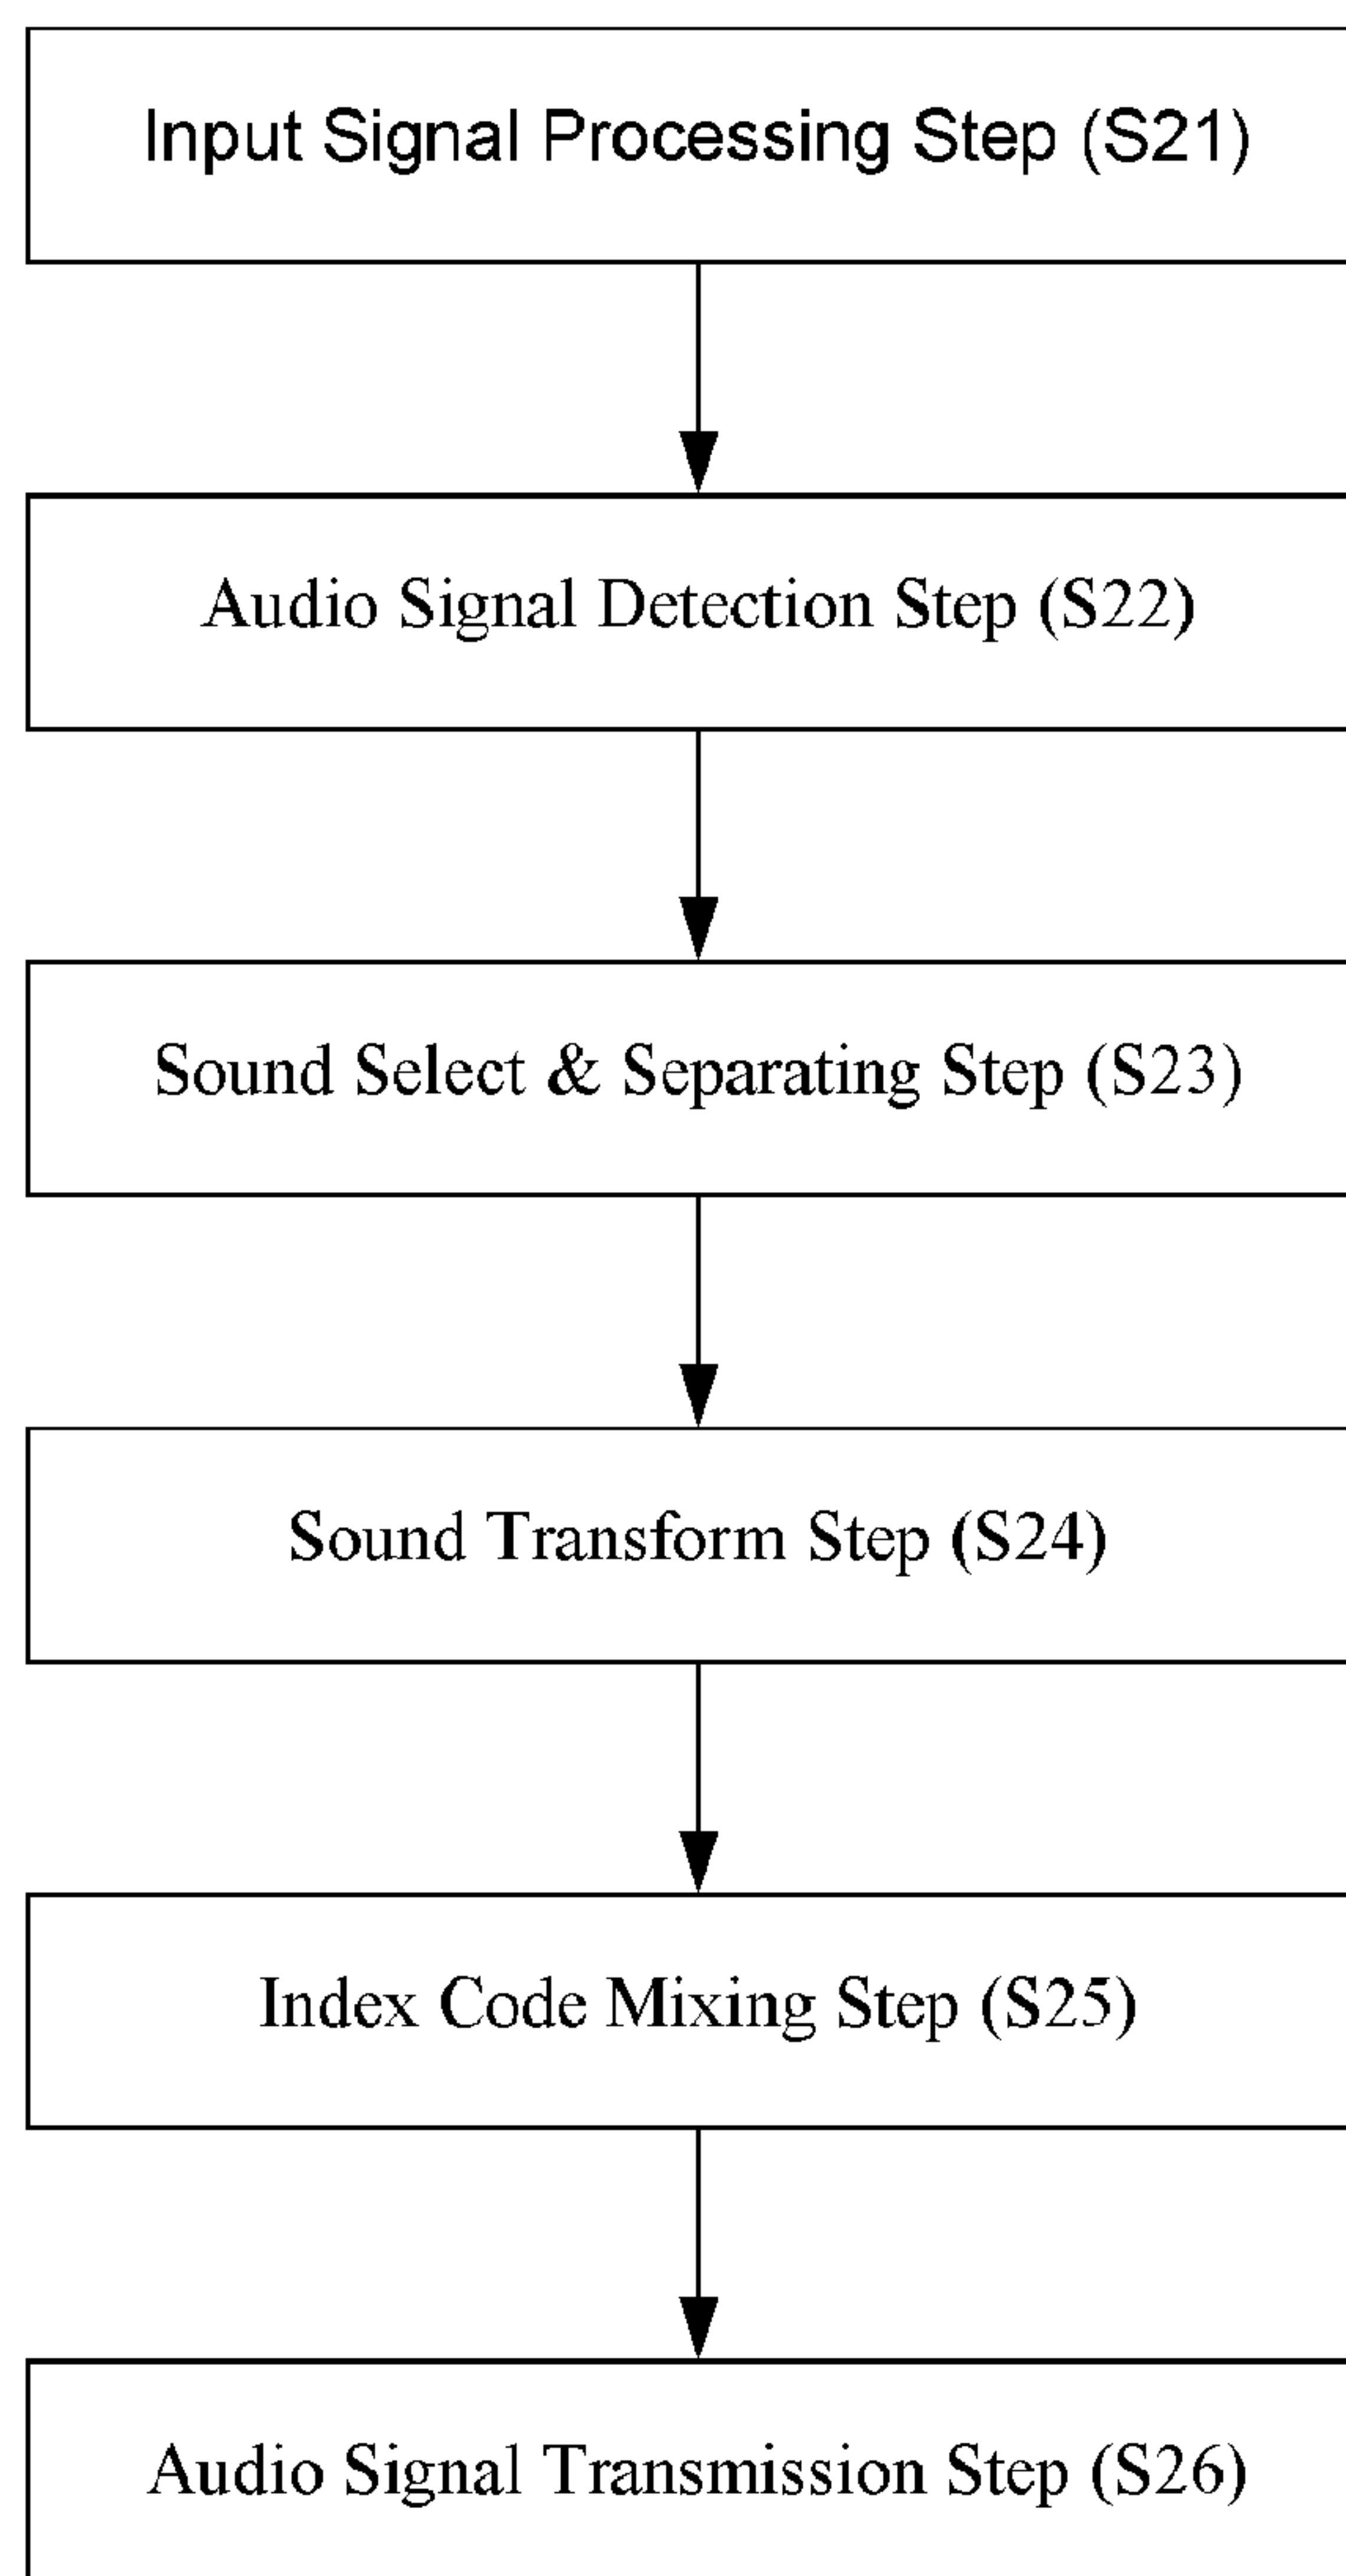 Input Signal Processing Step (S21)
Audio Signal Detection Step (S22)
Sound Select & Separating Step (S23)
Sound Transform Step (S24)
Index Code Mixing Step (S25)
Audio Signal Transmission Step (S26)